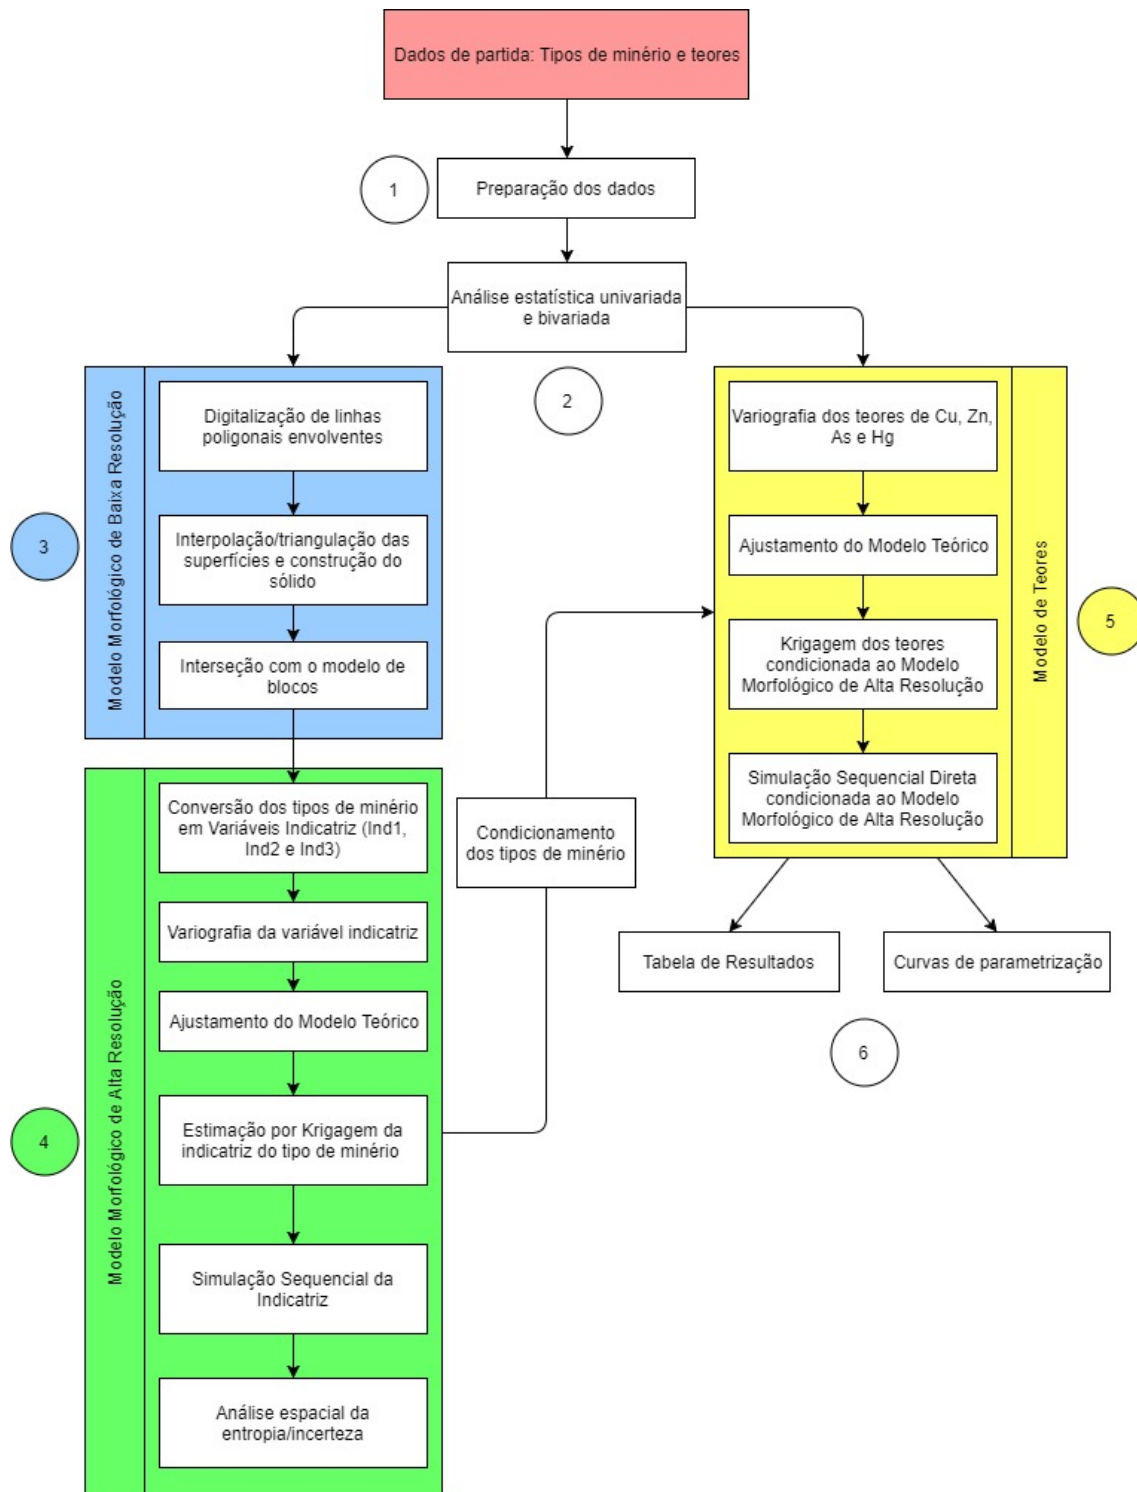 Dados de partida: Tipos de minério e teores
1
Preparação dos dados
Análise estatística univariada
e bivariada
2
3
Modelo Morfológico de Baixa Resolução
Digitalização de linhas
poligonais envolventes
Interpolação/triangulação das
superfícies e construção do
sólido
Interseção com o modelo de
blocos
4
Modelo Morfológico de Alta Resolução
Conversão dos tipos de minério
em Variáveis Indicatriz (Ind1,
Ind2 e Ind3)
Variografia da variável indicatriz
Ajustamento do Modelo Teórico
Estimação por Krigagem da
indicatriz do tipo de minério
Simulação Sequencial da
Indicatriz
Análise espacial da
entropia/incerteza
Condicionamento
dos tipos de minério
Variografia dos teores de Cu, Zn,
As e Hg
Ajustamento do Modelo Teórico
Krigagem dos teores
condicionada ao Modelo
Morfológico de Alta Resolução
Simulação Sequencial Direta
condicionada ao Modelo
Morfológico de Alta Resolução
Modelo de Teores
5
Tabela de Resultados
Curvas de parametrização
6